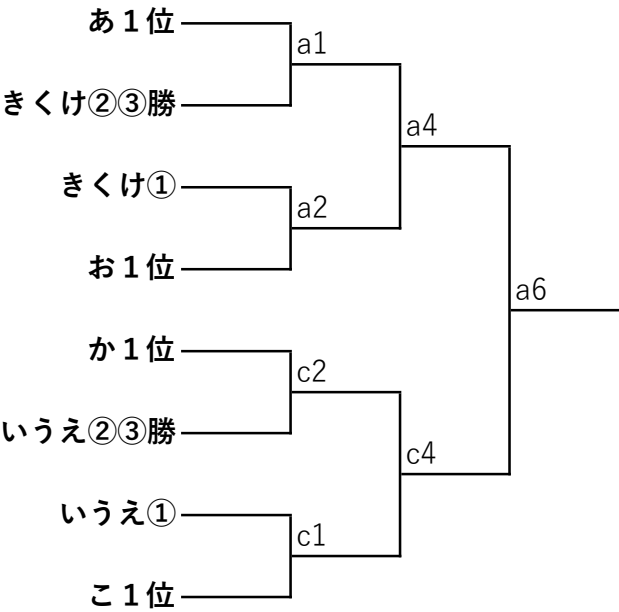 あ１位
a1
きくけ②③勝
a4
きくけ①
a2
お１位
a6
か１位
c2
いうえ②③勝
c4
いうえ①
c1
こ１位